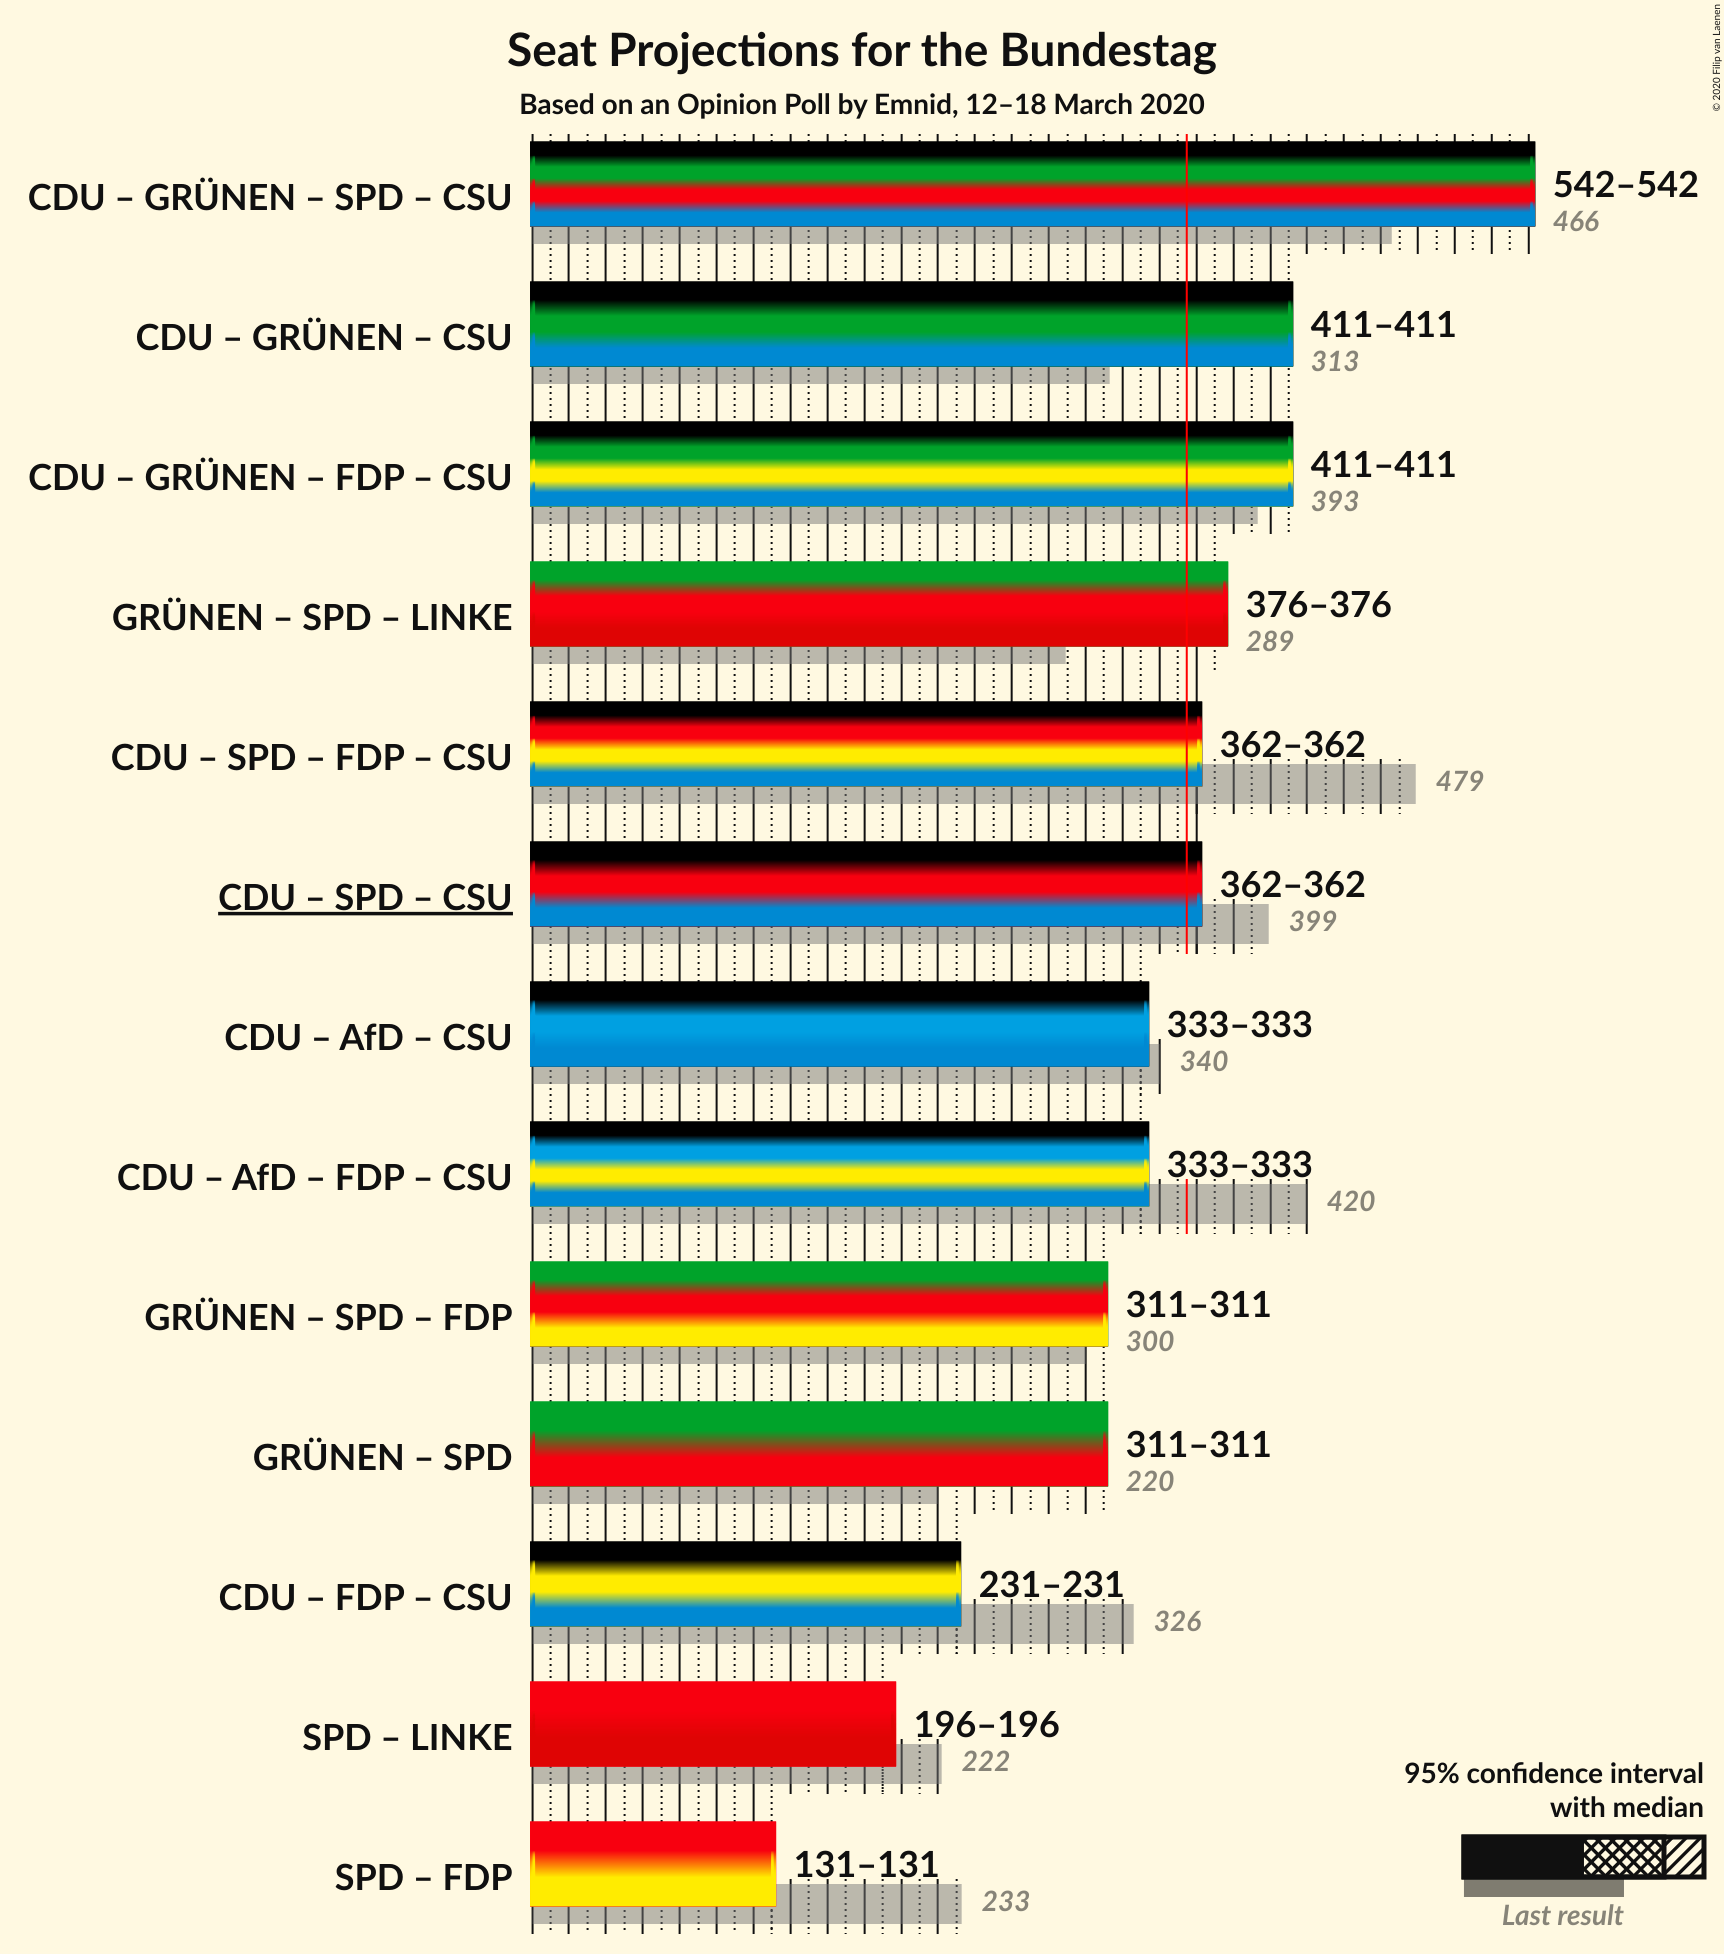 Seat Projections for the Bundestag
Based on an Opinion Poll by Emnid, 12–18 March 2020
© 2020 Filip van Laenen
CDU – GRÜNEN – SPD – CSU
542–542
466
CDU – GRÜNEN – CSU
411–411
313
CDU – GRÜNEN – FDP – CSU
411–411
393
GRÜNEN – SPD – LINKE
376–376
289
CDU – SPD – FDP – CSU
362–362
479
CDU – SPD – CSU
362–362
399
CDU – AfD – CSU
333–333
340
CDU – AfD – FDP – CSU
333–333
420
GRÜNEN – SPD – FDP
311–311
300
GRÜNEN – SPD
311–311
220
CDU – FDP – CSU
231–231
326
SPD – LINKE
196–196
222
SPD – FDP
131–131
233
95% confidence interval
with median
Last result